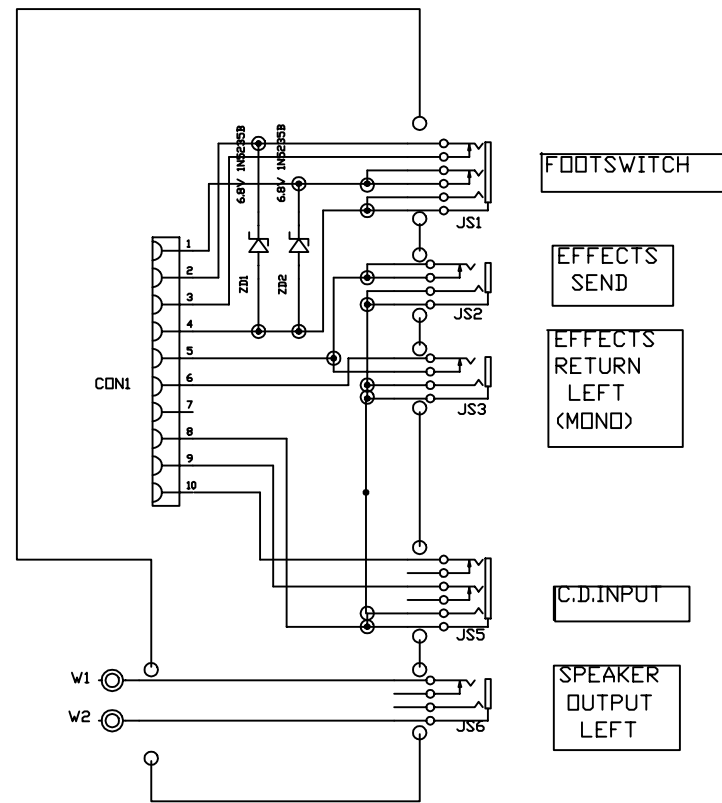 6.8V 1N5235B
6.8V 1N5235B
FOOTSWITCH
JS1
1
2
3
4
5
6
7
8
9
10
CON1
ZD1
ZD2
EFFECTS
SEND
JS2
EFFECTS
RETURN
LEFT
(MONO)
JS3
C.D.INPUT
JS5
W1
W2
SPEAKER
OUTPUT
LEFT
JS6